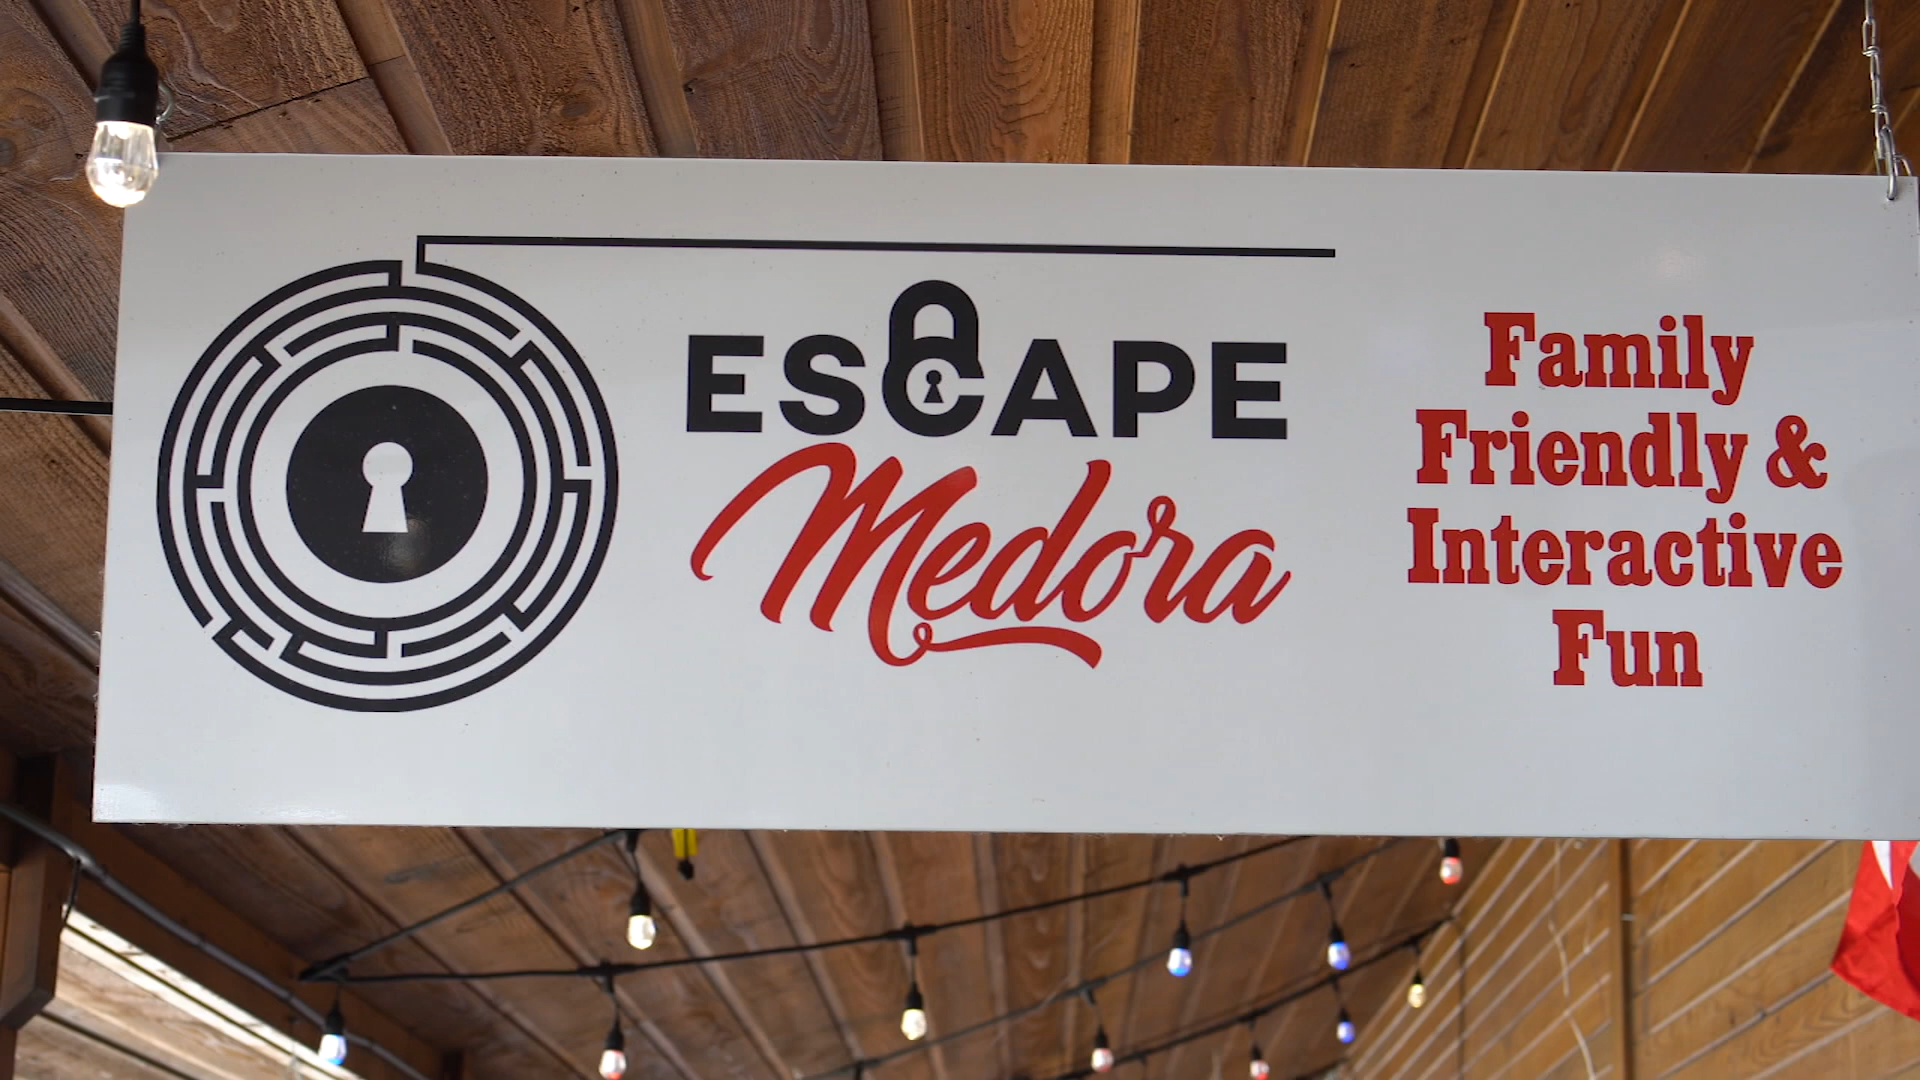 ESCAPE
Medora
Family
Friendly &
Interactive
Fun